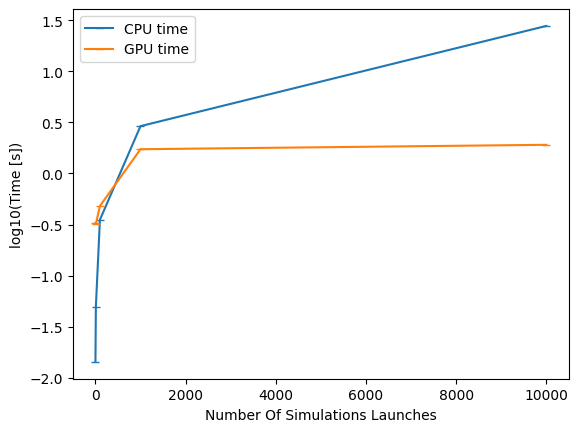 CPU time
GPU time
1.5
1.0
0.5
0.0
−0.5
−1.0
−1.5
−2.0
log10(Time [s])
0 2000 4000 6000 8000 10000
Number Of Simulations Launches